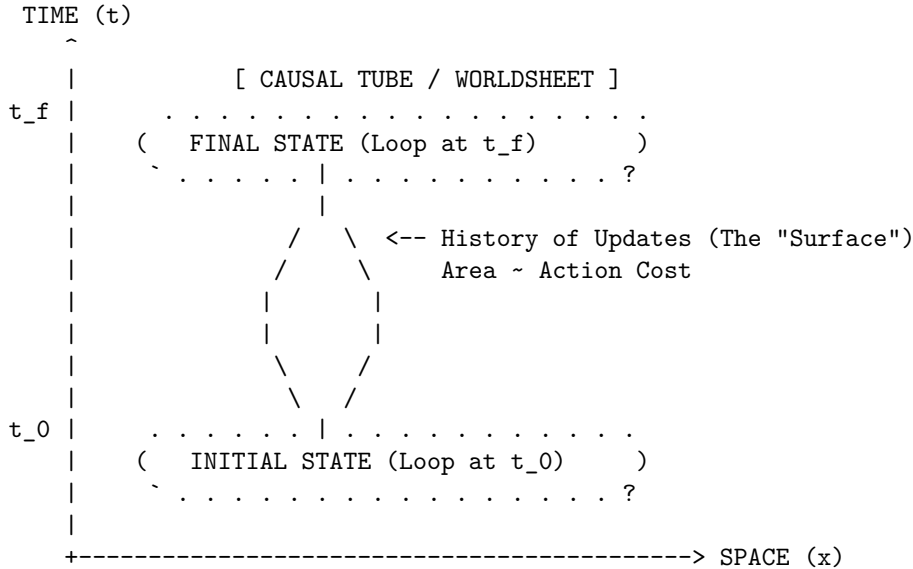 TIME (t)
[ CAUSAL TUBE / WORLDSHEET ]
t_f
FINAL STATE (Loop at t_f)
<-- History of Updates (The "Surface")
Area ~ Action Cost
t_0
INITIAL STATE (Loop at t_0)
SPACE (x)